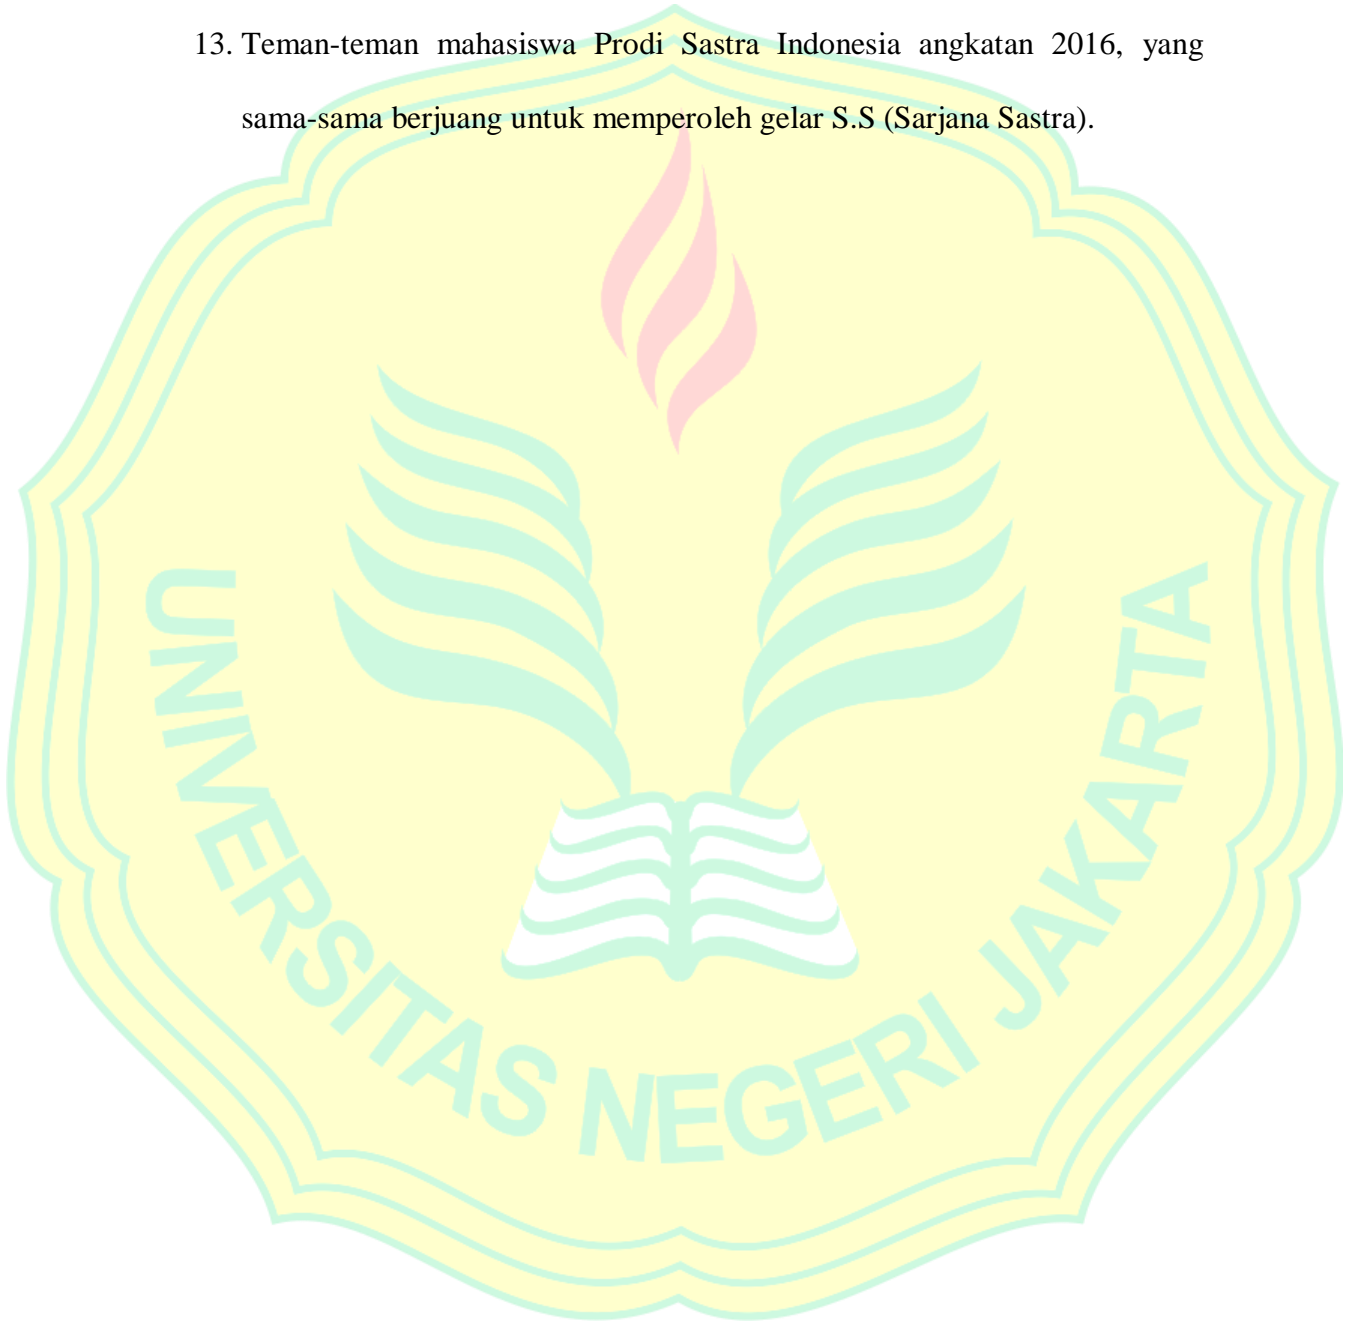 13. Teman-teman mahasiswa Prodi Sastra Indonesia angkatan 2016, yang
sama-sama berjuang untuk memperoleh gelar S.S (Sarjana Sastra).
UNIVERSITAS NEGERI JAKARTA